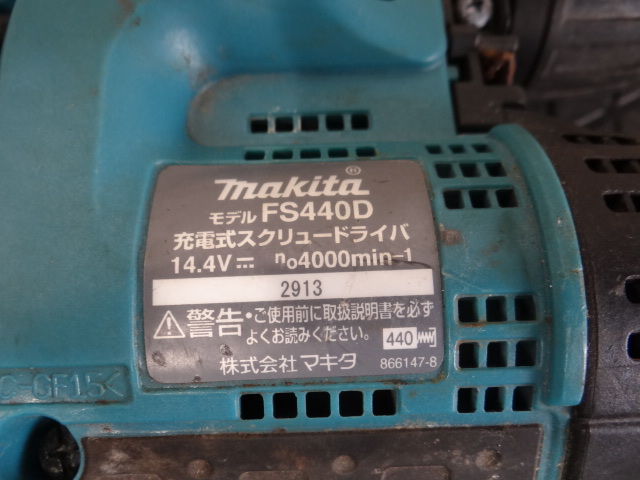 makita®
モデル FS440D
充電式スクリュードライバ
14.4V⎓ n₀4000min-1
2913
警告・ご使用前に取扱説明書を必ず
よくお読みください。 440
株式会社マキタ 866147-8